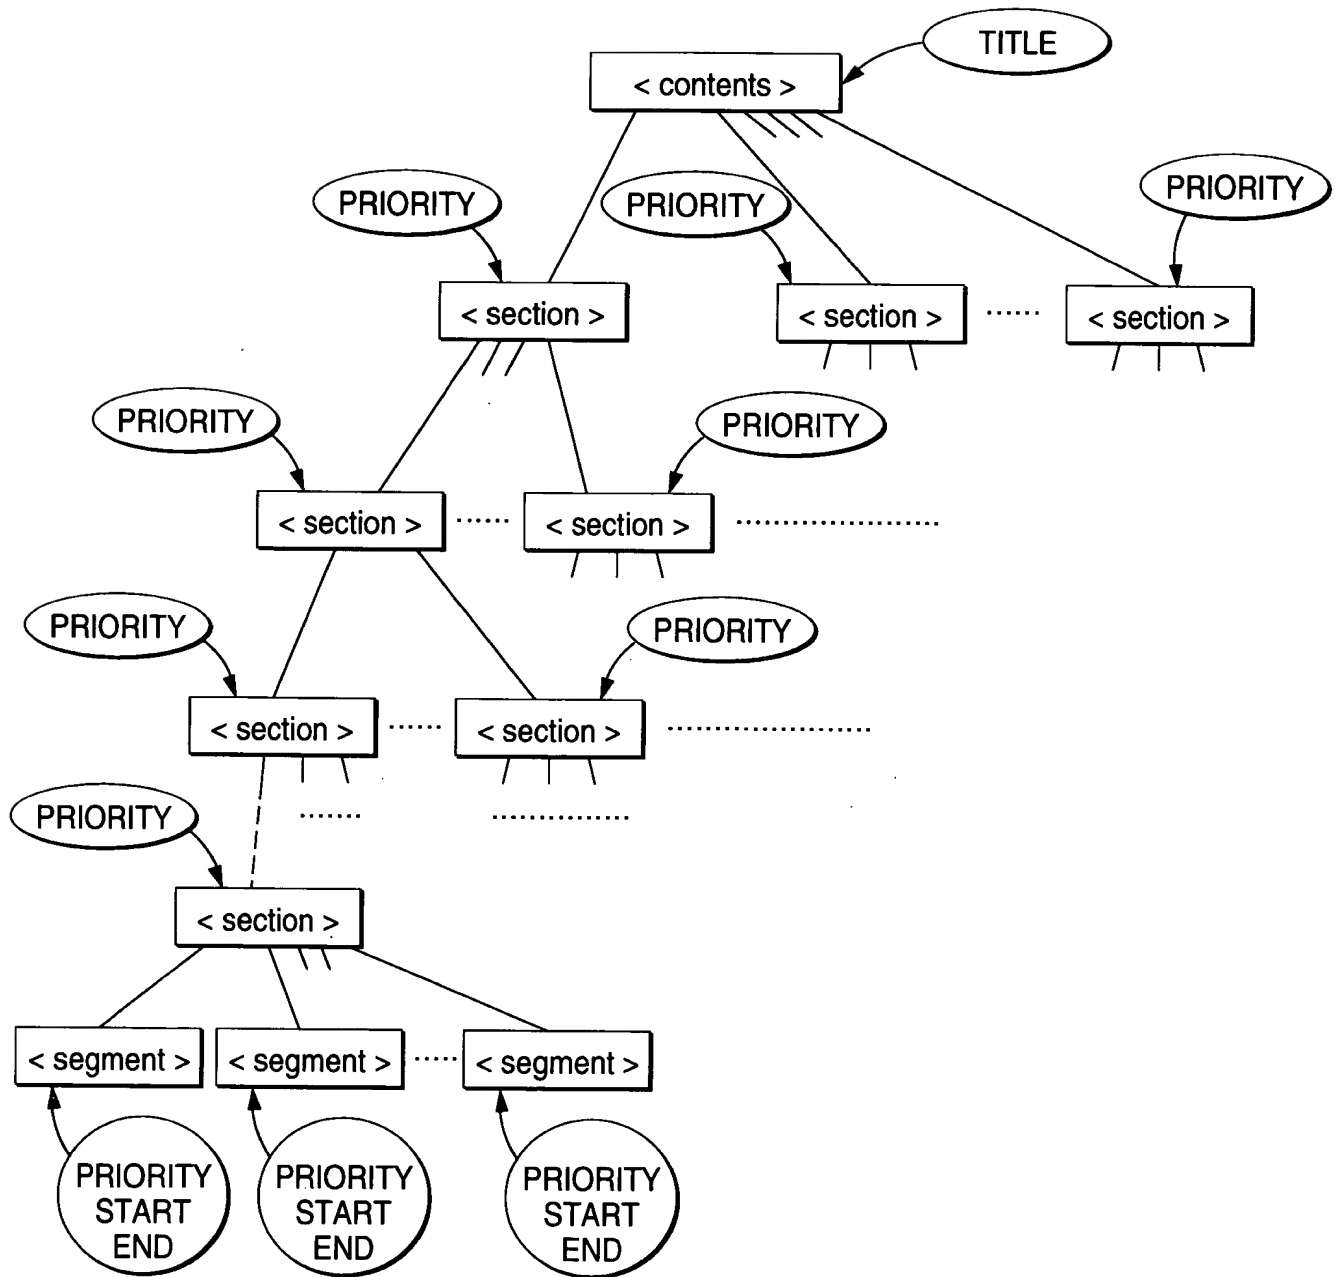 TITLE
< contents >
PRIORITY
PRIORITY
PRIORITY
< section >
< section >
< section >
PRIORITY
PRIORITY
< section >
< section >
PRIORITY
PRIORITY
< section >
< section >
PRIORITY
< section >
< segment >
< segment >
< segment >
PRIORITY
START
END
PRIORITY
START
END
PRIORITY
START
END